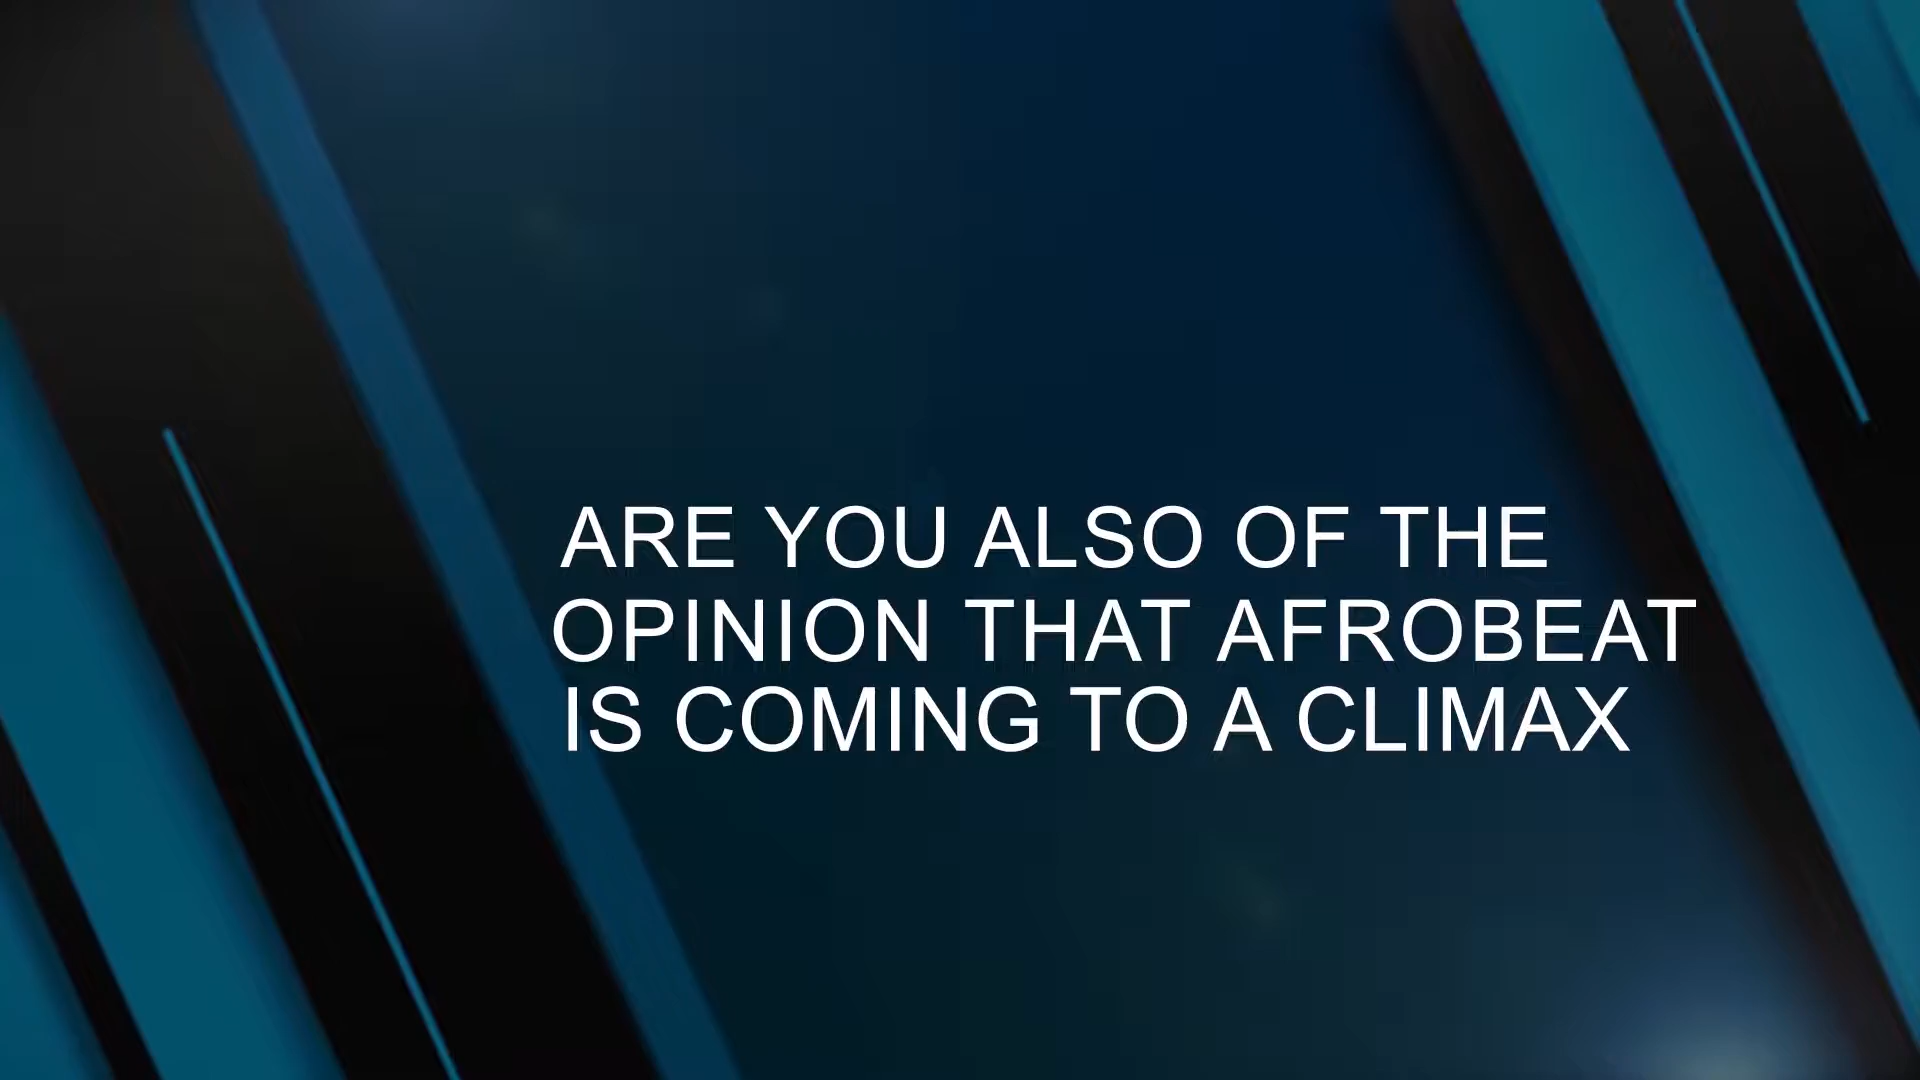 ARE YOU ALSO OF THE
OPINION THAT AFROBEAT
IS COMING TO A CLIMAX